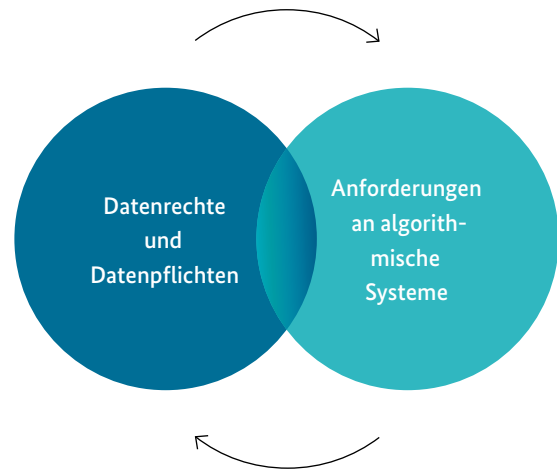 Datenrechte
und
Datenpflichten
Anforderungen
an algorith-
mische
Systeme